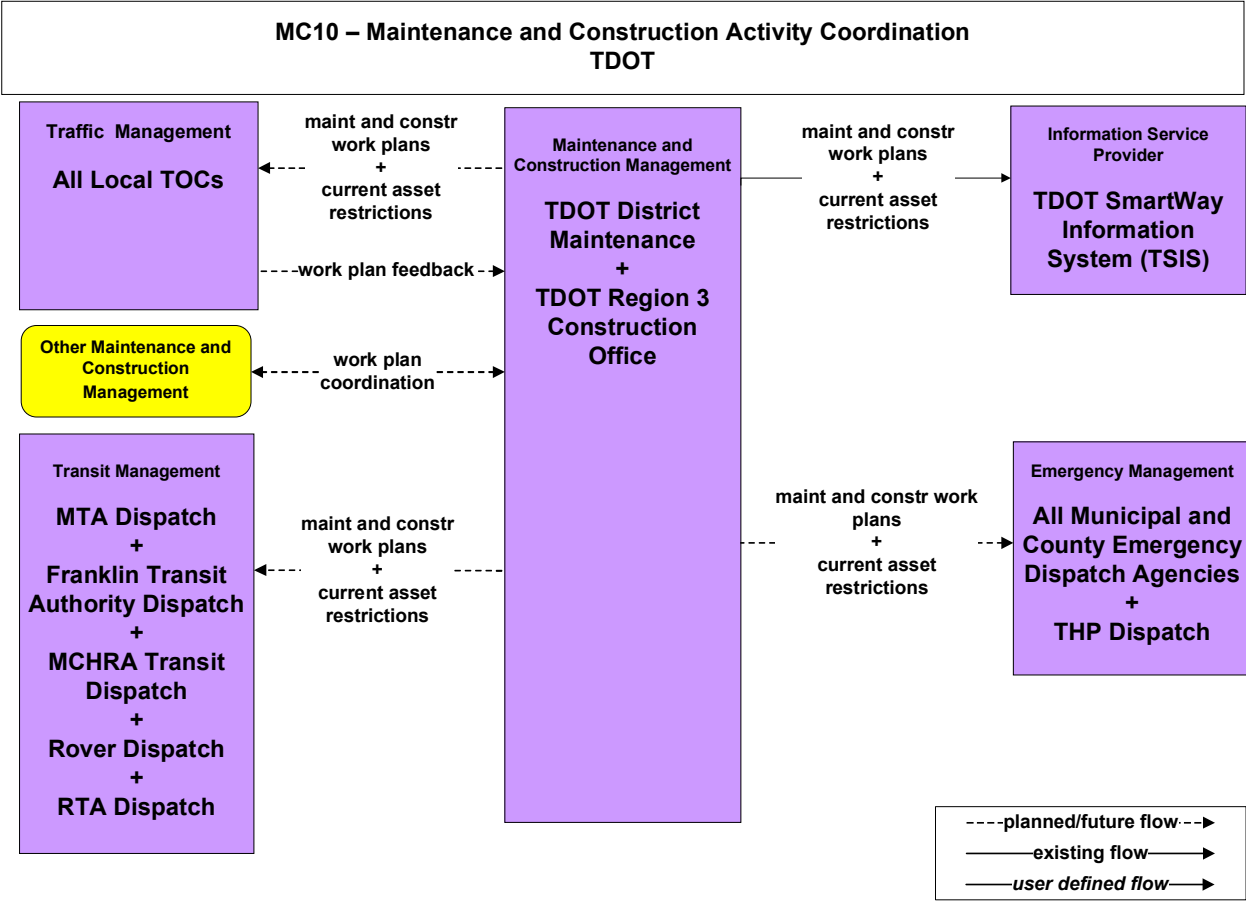 MC10 – Maintenance and Construction Activity Coordination
TDOT
Traffic Management
All Local TOCs
maint and constr
work plans
+
current asset
restrictions
work plan feedback
Other Maintenance and
Construction
Management
work plan
coordination
Transit Management
MTA Dispatch
+
Franklin Transit
Authority Dispatch
+
MCHRA Transit
Dispatch
+
Rover Dispatch
+
RTA Dispatch
maint and constr
work plans
+
current asset
restrictions
Maintenance and
Construction Management
TDOT District
Maintenance
+
TDOT Region 3
Construction
Office
maint and constr
work plans
+
current asset
restrictions
Information Service
Provider
TDOT SmartWay
Information
System (TSIS)
maint and constr work
plans
+
current asset
restrictions
Emergency Management
All Municipal and
County Emergency
Dispatch Agencies
+
THP Dispatch
planned/future flow
existing flow
user defined flow